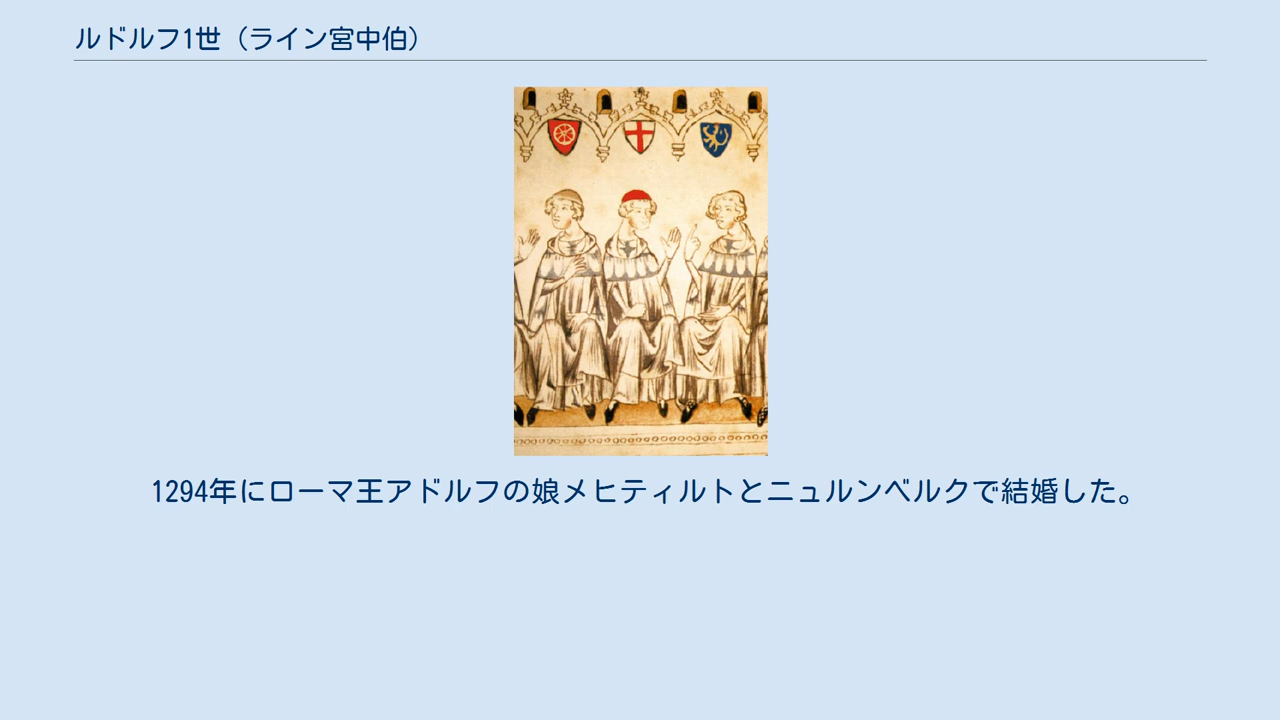 ルドルフ1世（ライン宮中伯）
1294年にローマ王アドルフの娘メヒティルトとニュルンベルクで結婚した。